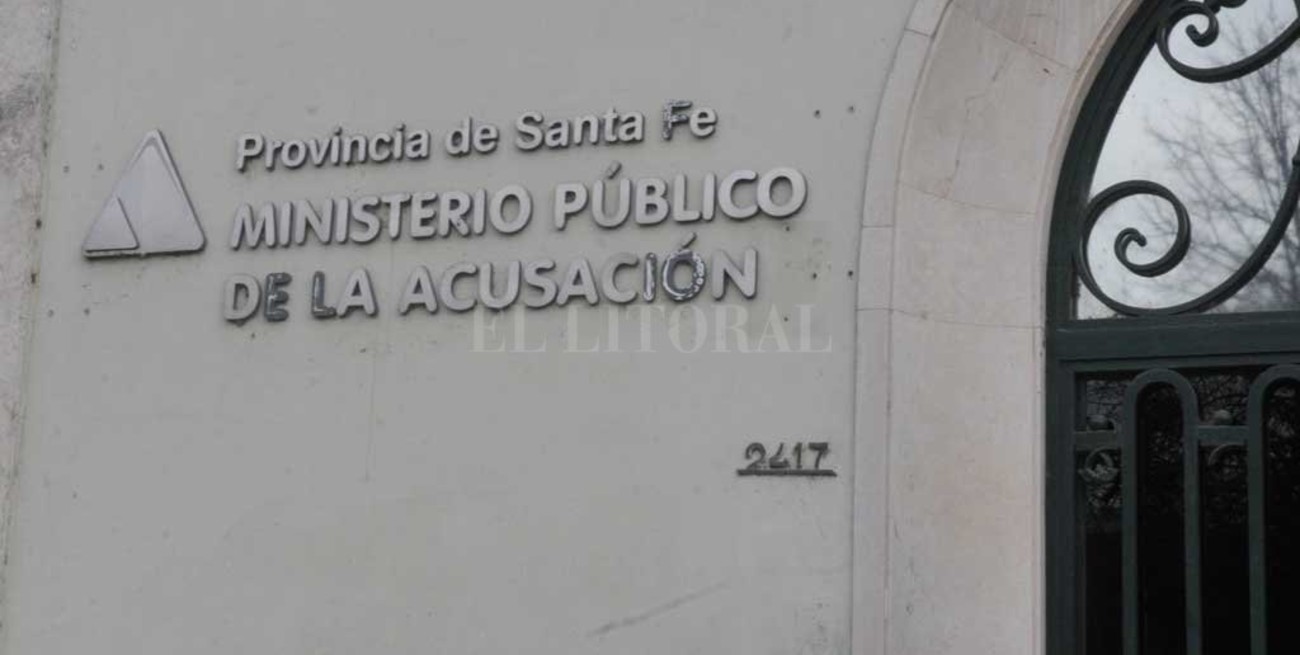 Provincia de Santa Fe
MINISTERIO PÚBLICO
DE LA ACUSACIÓN
EL LITORAL
2417